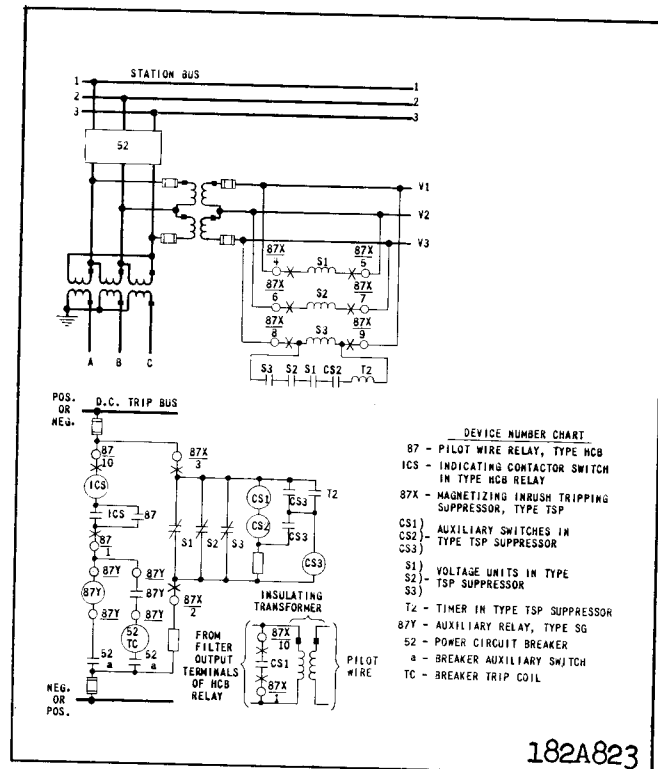 STATION BUS
1 1
2 2
3 3
52
V1
V2
V3
87X 87X
4 S1 5
87X 87X
6 S2 7
87X 87X
8 S3 9
S3 S2 S1 CS2 T2
A B C
POS.
OR
NEG.
D.C. TRIP BUS
87
10
87X
3
ICS
CS1
CS3
T2
ICS 87
S1 S2 S3
CS2
CS3
CS3
87
1
87Y 87Y
87Y
87Y 87Y
87X
2
52
TC
52
a
52
a
NEG.
OR
POS.
INSULATING
TRANSFORMER
FROM
FILTER
OUTPUT
TERMINALS
OF HCB
RELAY
87X
10
CS1
87X
PILOT
WIRE
DEVICE NUMBER CHART
87 - PILOT WIRE RELAY, TYPE HCB
ICS - INDICATING CONTACTOR SWITCH
IN TYPE HCB RELAY
87X - MAGNETIZING INRUSH TRIPPING
SUPPRESSOR, TYPE TSP
CS1)
CS2)- AUXILIARY SWITCHES IN
CS3) TYPE TSP SUPPRESSOR
S1)
S2)- VOLTAGE UNITS IN TYPE
S3) TSP SUPPRESSOR
T2 - TIMER IN TYPE TSP SUPPRESSOR
87Y - AUXILIARY RELAY, TYPE SG
52 - POWER CIRCUIT BREAKER
a - BREAKER AUXILIARY SWITCH
TC - BREAKER TRIP COIL
182A823